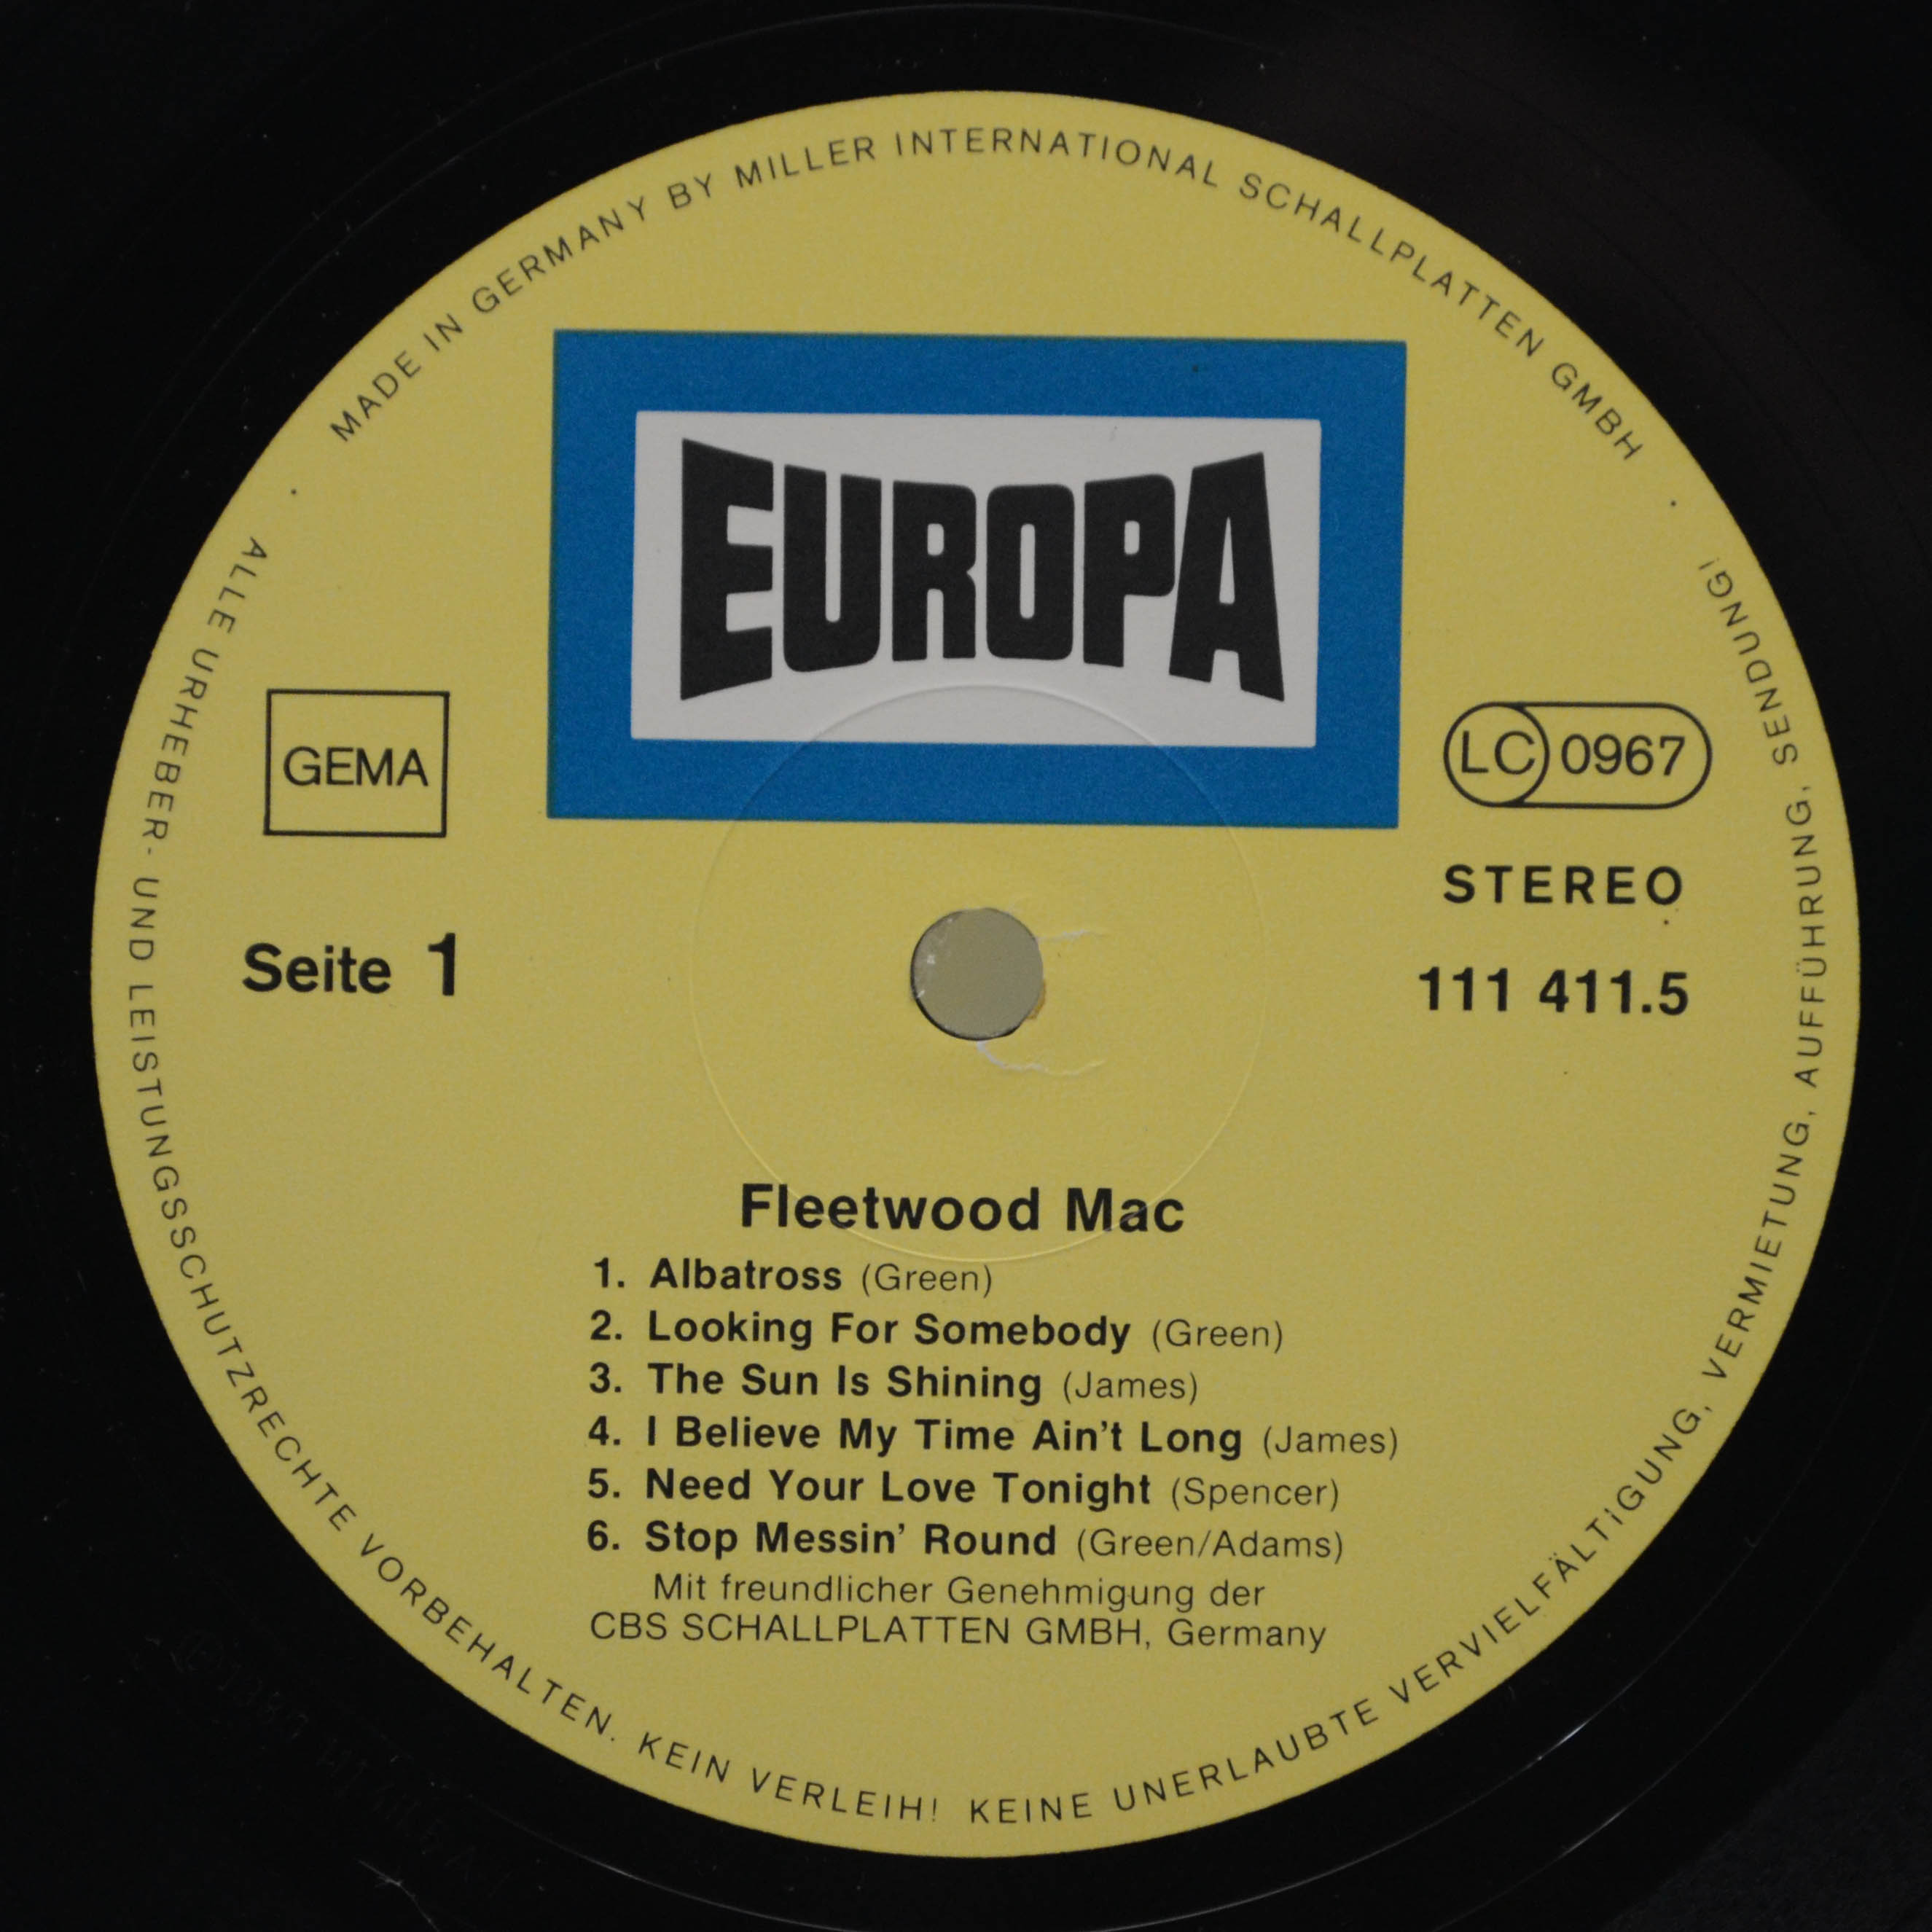 MADE IN GERMANY BY MILLER INTERNATIONAL SCHALLPLATTEN GMBH
EUROPA
GEMA
LC 0967
STEREO
Seite 1
111 411.5
Fleetwood Mac
1. Albatross (Green)
2. Looking For Somebody (Green)
3. The Sun Is Shining (James)
4. I Believe My Time Ain't Long (James)
5. Need Your Love Tonight (Spencer)
6. Stop Messin' Round (Green/Adams)
Mit freundlicher Genehmigung der
CBS SCHALLPLATTEN GMBH, Germany
ALLE URHEBER- UND LEISTUNGSSCHUTZRECHTE VORBEHALTEN. KEIN VERLEIH! KEINE UNERLAUBTE VERVIELFÄLTIGUNG, VERMIETUNG, AUFFÜHRUNG, SENDUNG!